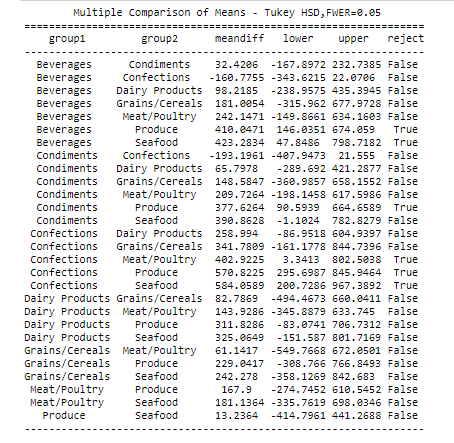 Multiple Comparison of Means - Tukey HSD,FWER=0.05
================================================================
group1 group2 meandiff lower upper reject
----------------------------------------------------------------
Beverages Condiments 32.4206 -167.8972 232.7385 False
Beverages Confections -160.7755 -343.6215 22.0706 False
Beverages Dairy Products 98.2185 -238.9575 435.3945 False
Beverages Grains/Cereals 181.0054 -315.962 677.9728 False
Beverages Meat/Poultry 242.1471 -149.8661 634.1603 False
Beverages Produce 410.0471 146.0351 674.059 True
Beverages Seafood 423.2834 47.8486 798.7182 True
Condiments Confections -193.1961 -407.9473 21.555 False
Condiments Dairy Products 65.7978 -289.692 421.2877 False
Condiments Grains/Cereals 148.5847 -360.9857 658.1552 False
Condiments Meat/Poultry 209.7264 -198.1458 617.5986 False
Condiments Produce 377.6264 90.5939 664.6589 True
Condiments Seafood 390.8628 -1.1024 782.8279 False
Confections Dairy Products 258.994 -86.9518 604.9397 False
Confections Grains/Cereals 341.7809 -161.1778 844.7396 False
Confections Meat/Poultry 402.9225 3.3413 802.5038 True
Confections Produce 570.8225 295.6987 845.9464 True
Confections Seafood 584.0589 200.7286 967.3892 True
Dairy Products Grains/Cereals 82.7869 -494.4673 660.0411 False
Dairy Products Meat/Poultry 143.9286 -345.8879 633.745 False
Dairy Products Produce 311.8286 -83.0741 706.7312 False
Dairy Products Seafood 325.0649 -151.587 801.7169 False
Grains/Cereals Meat/Poultry 61.1417 -549.7668 672.0501 False
Grains/Cereals Produce 229.0417 -308.766 766.8493 False
Grains/Cereals Seafood 242.278 -358.1269 842.683 False
Meat/Poultry Produce 167.9 -274.7452 610.5452 False
Meat/Poultry Seafood 181.1364 -335.7619 698.0346 False
Produce Seafood 13.2364 -414.7961 441.2688 False
----------------------------------------------------------------